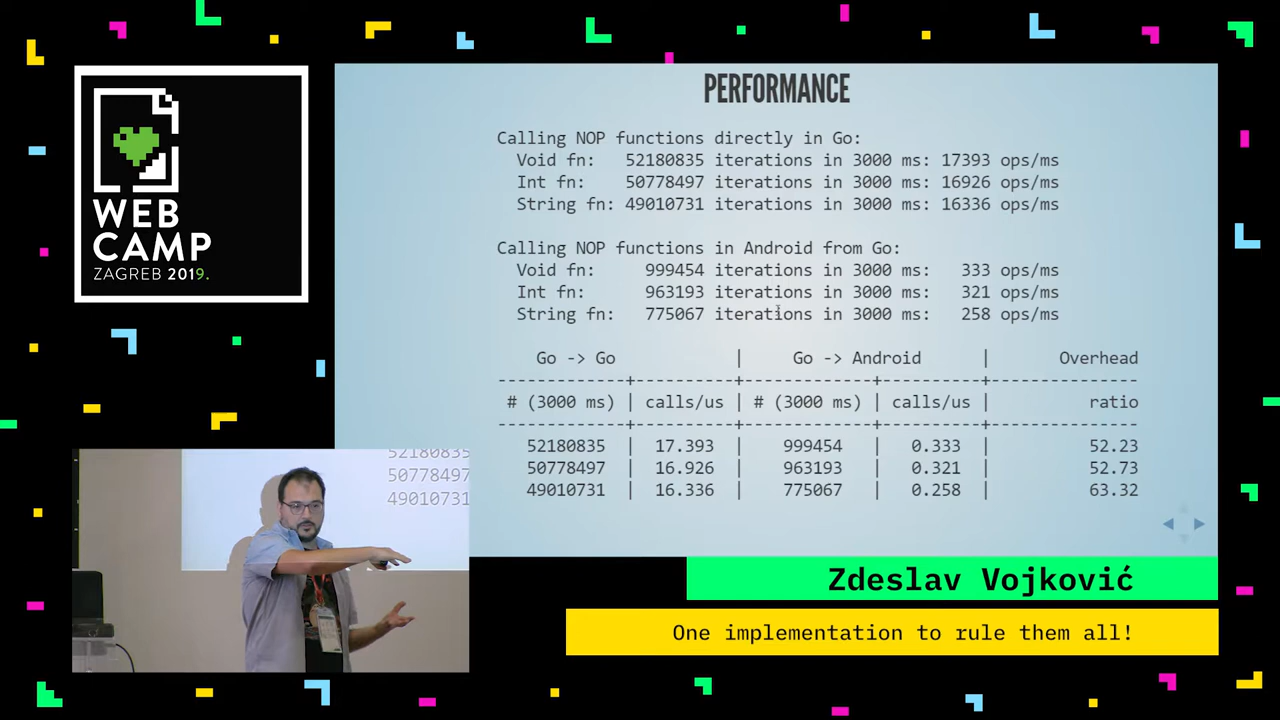 WEB
CAMP
ZAGREB 2019.
PERFORMANCE
Calling NOP functions directly in Go:
Void fn: 52180835 iterations in 3000 ms: 17393 ops/ms
Int fn: 50778497 iterations in 3000 ms: 16926 ops/ms
String fn: 49010731 iterations in 3000 ms: 16336 ops/ms
Calling NOP functions in Android from Go:
Void fn: 999454 iterations in 3000 ms: 333 ops/ms
Int fn: 963193 iterations in 3000 ms: 321 ops/ms
String fn: 775067 iterations in 3000 ms: 258 ops/ms
Go -> Go | Go -> Android | Overhead
-------------+----------+-------------+----------+---------------
# (3000 ms) | calls/us | # (3000 ms) | calls/us | ratio
-------------+----------+-------------+----------+---------------
52180835 | 17.393 | 999454 | 0.333 | 52.23
50778497 | 16.926 | 963193 | 0.321 | 52.73
49010731 | 16.336 | 775067 | 0.258 | 63.32
52180835
50778497
49010731
Zdeslav Vojković
One implementation to rule them all!